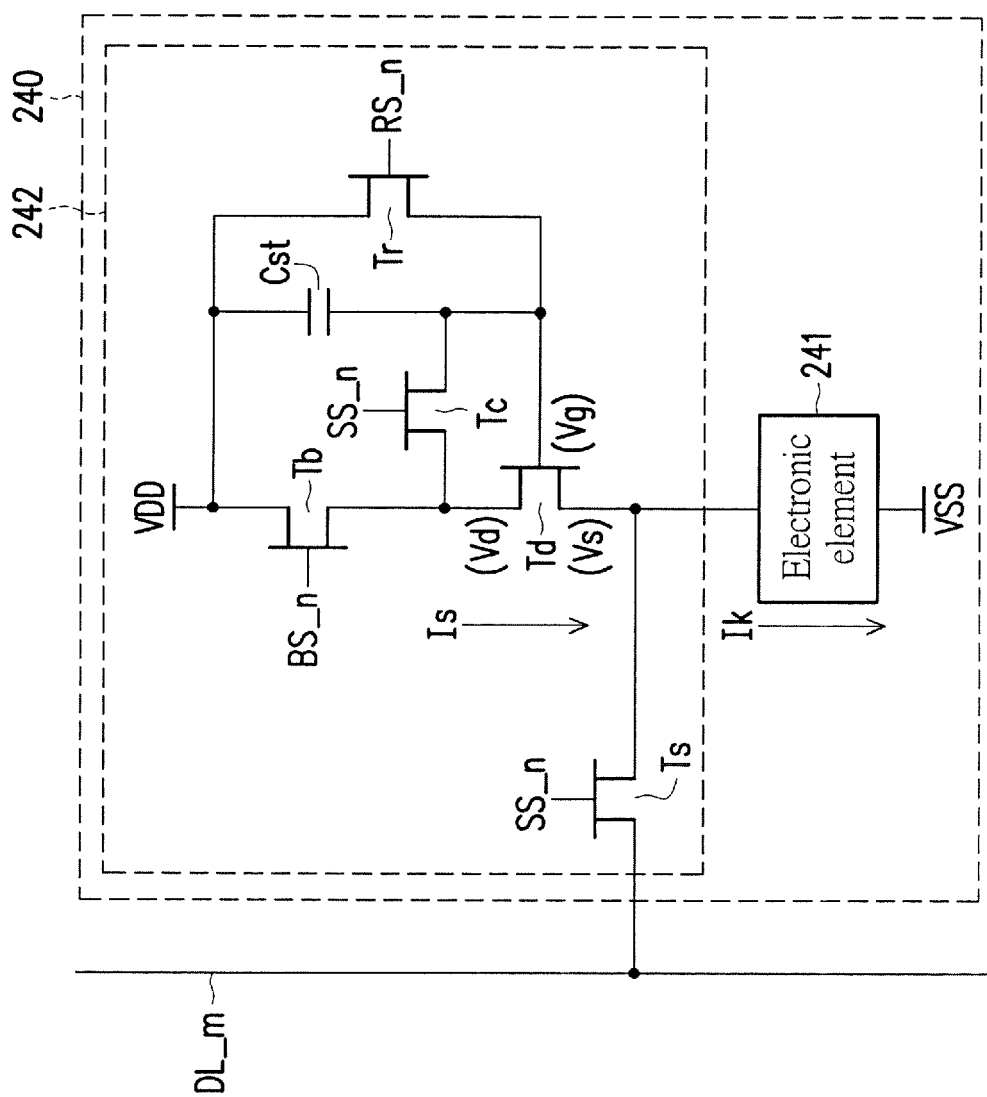 240
242
VDD
RS_n
Tr
Cst
SS_n
Tc
Tb
BS_n
(Vd)
(Vg)
Td
(Vs)
Is
SS_n
Ts
241
Electronic
element
Ik
VSS
DL_m